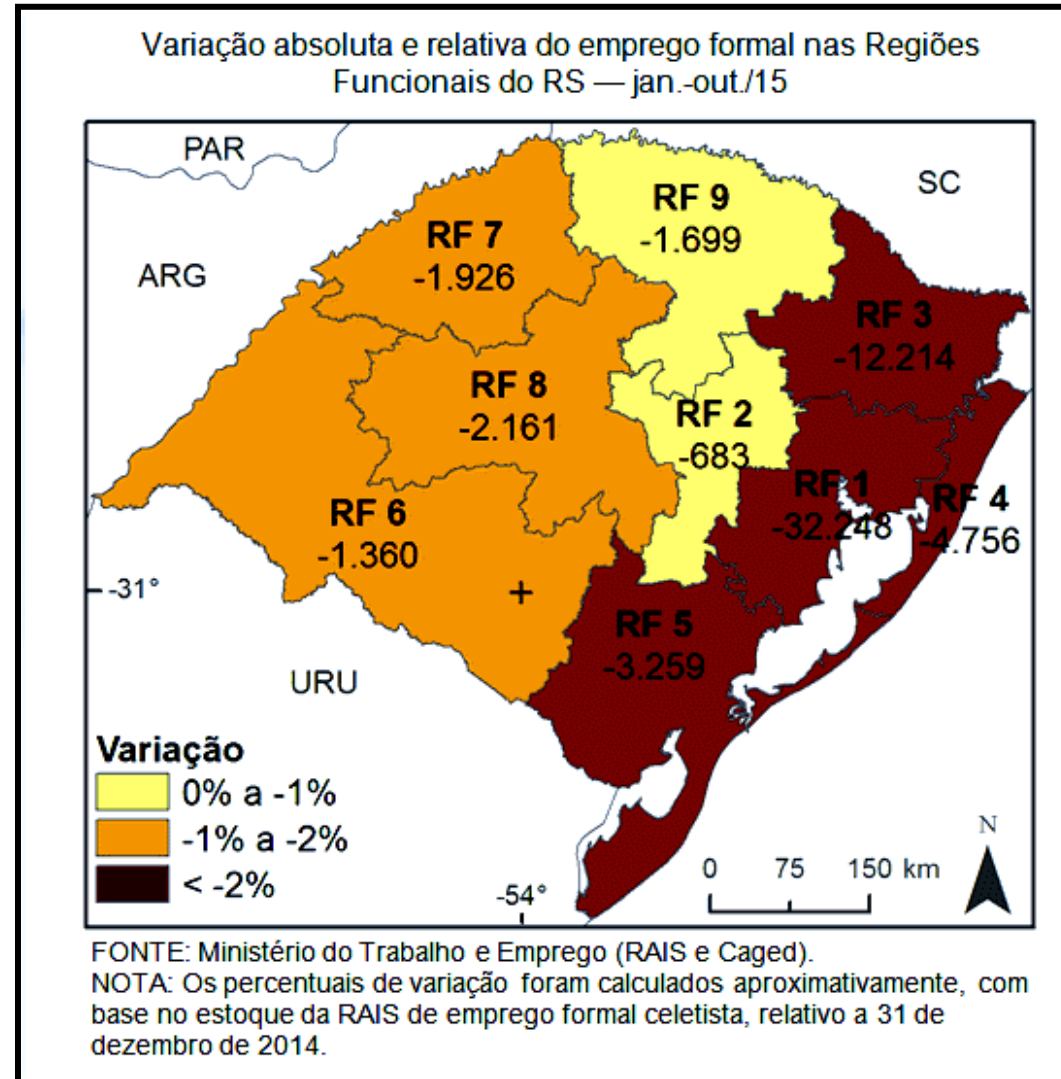 Variação absoluta e relativa do emprego formal nas Regiões
Funcionais do RS — jan.-out./15
PAR
SC
ARG
RF 9
-1.699
RF 7
-1.926
RF 3
-12.214
RF 8
-2.161
RF 2
-683
RF 1
-32.248
RF 4
-4.756
RF 6
-1.360
-31°
RF 5
-3.259
URU
Variação
0% a -1%
-1% a -2%
< -2%
-54°
N
0 75 150 km
FONTE: Ministério do Trabalho e Emprego (RAIS e Caged).
NOTA: Os percentuais de variação foram calculados aproximativamente, com
base no estoque da RAIS de emprego formal celetista, relativo a 31 de
dezembro de 2014.